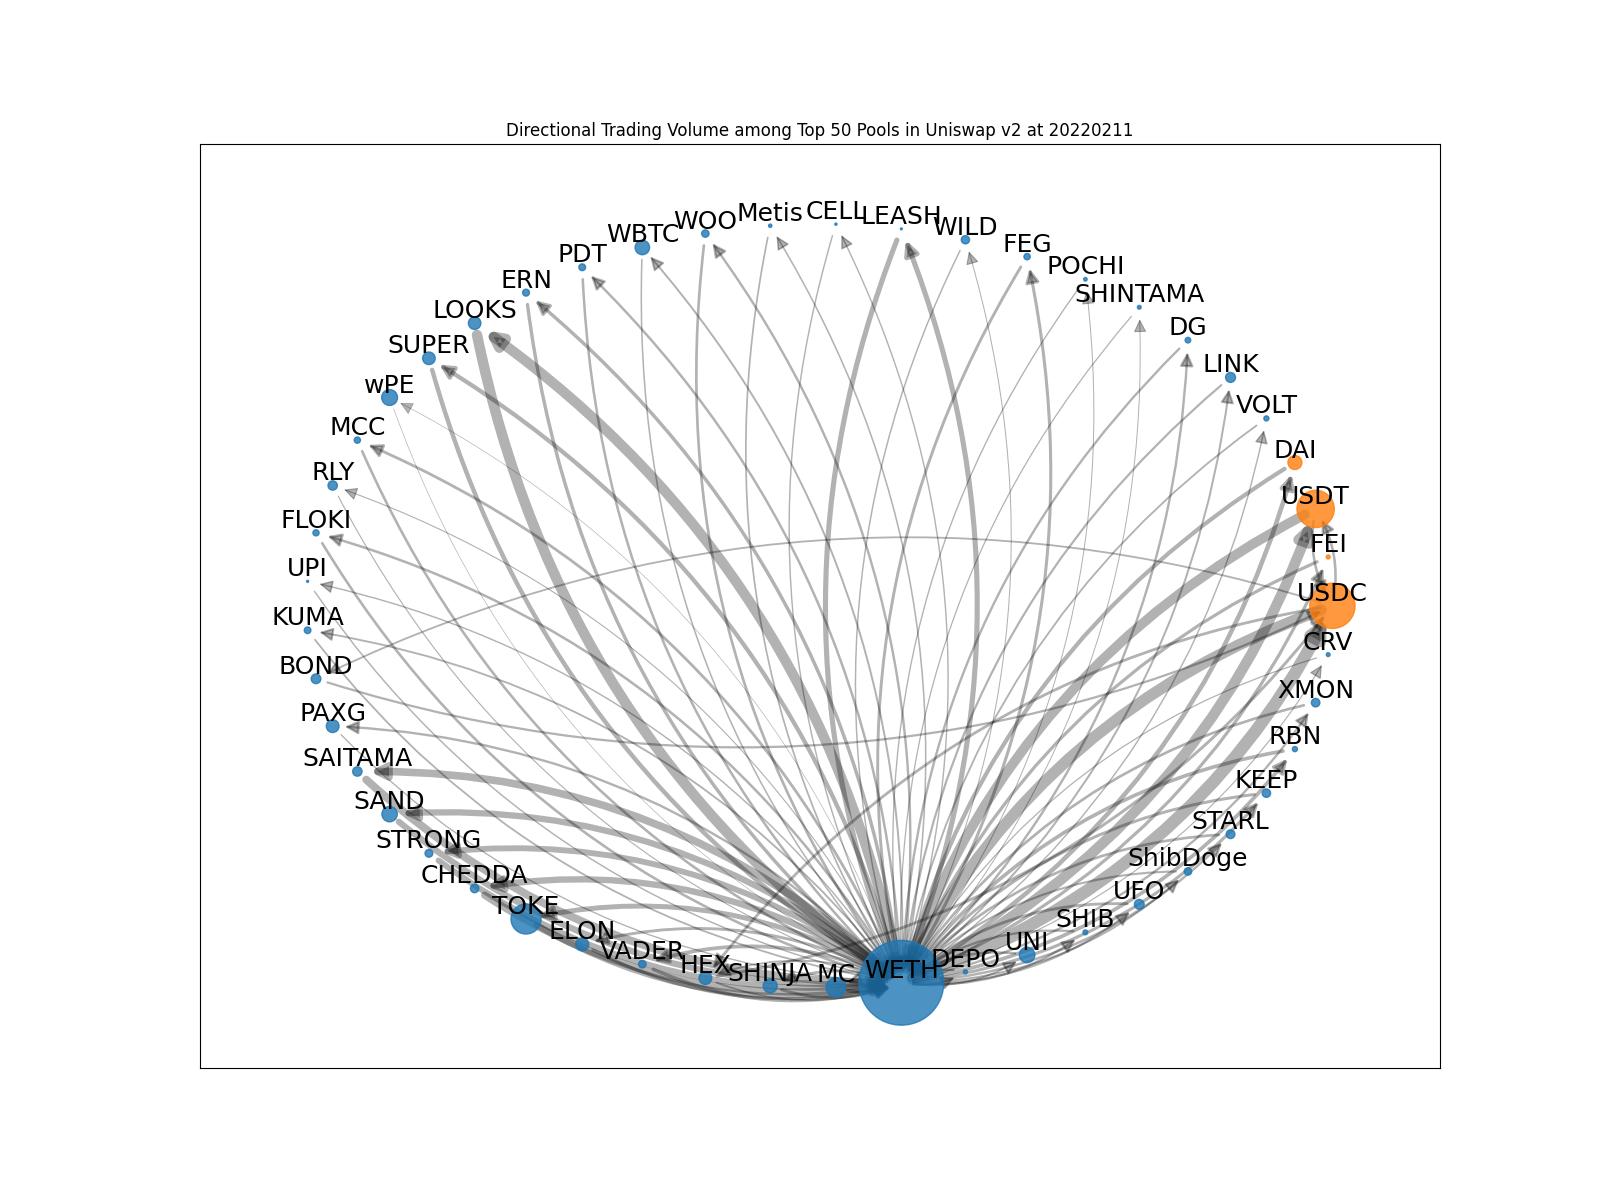 Directional Trading Volume among Top 50 Pools in Uniswap v2 at 20220211
WOO Metis CELL LEASH WILD
WBTC
FEG
PDT
POCHI
ERN
SHINTAMA
LOOKS
DG
SUPER
LINK
wPE
VOLT
MCC
DAI
RLY
USDT
FLOKI
FEI
UPI
USDC
KUMA
CRV
BOND
XMON
PAXG
RBN
SAITAMA
KEEP
SAND
STARL
STRONG
ShibDoge
CHEDDA
UFO
TOKE
SHIB
ELON
UNI
VADER
DEPO
HEX
SHINJA MC WETH